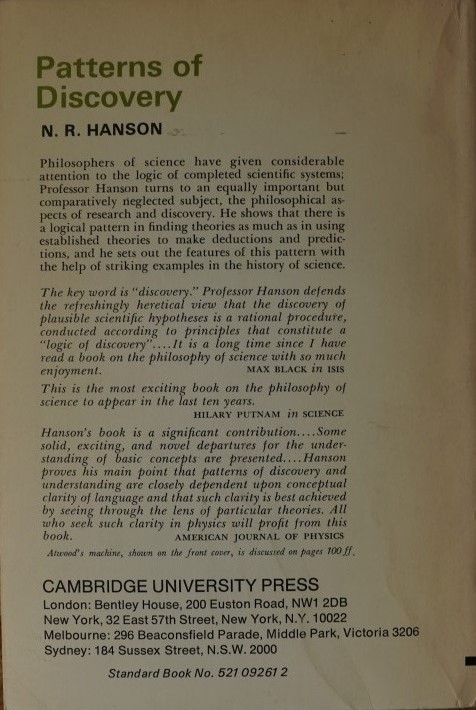 Patterns of
Discovery
N. R. HANSON
Philosophers of science have given considerable
attention to the logic of completed scientific systems;
Professor Hanson turns to an equally important but
comparatively neglected subject, the philosophical as-
pects of research and discovery. He shows that there is
a logical pattern in finding theories as much as in using
established theories to make deductions and predic-
tions, and he sets out the features of this pattern with
the help of striking examples in the history of science.
The key word is "discovery." Professor Hanson defends
the refreshingly heretical view that the discovery of
plausible scientific hypotheses is a rational procedure,
conducted according to principles that constitute a
"logic of discovery"....It is a long time since I have
read a book on the philosophy of science with so much
enjoyment. MAX BLACK in ISIS
This is the most exciting book on the philosophy of
science to appear in the last ten years.
HILARY PUTNAM in SCIENCE
Hanson's book is a significant contribution....Some
solid, exciting, and novel departures for the under-
standing of basic concepts are presented....Hanson
proves his main point that patterns of discovery and
understanding are closely dependent upon conceptual
clarity of language and that such clarity is best achieved
by seeing through the lens of particular theories. All
who seek such clarity in physics will profit from this
book. AMERICAN JOURNAL OF PHYSICS
Atwood's machine, shown on the front cover, is discussed on pages 100 ff.
CAMBRIDGE UNIVERSITY PRESS
London: Bentley House, 200 Euston Road, NW1 2DB
New York, 32 East 57th Street, New York, N.Y. 10022
Melbourne: 296 Beaconsfield Parade, Middle Park, Victoria 3206
Sydney: 184 Sussex Street, N.S.W. 2000
Standard Book No. 521 09261 2